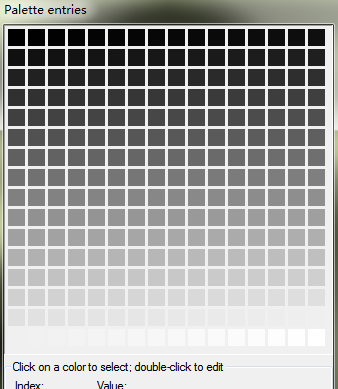 Palette entries
Click on a color to select; double-click to edit
Index: Value: